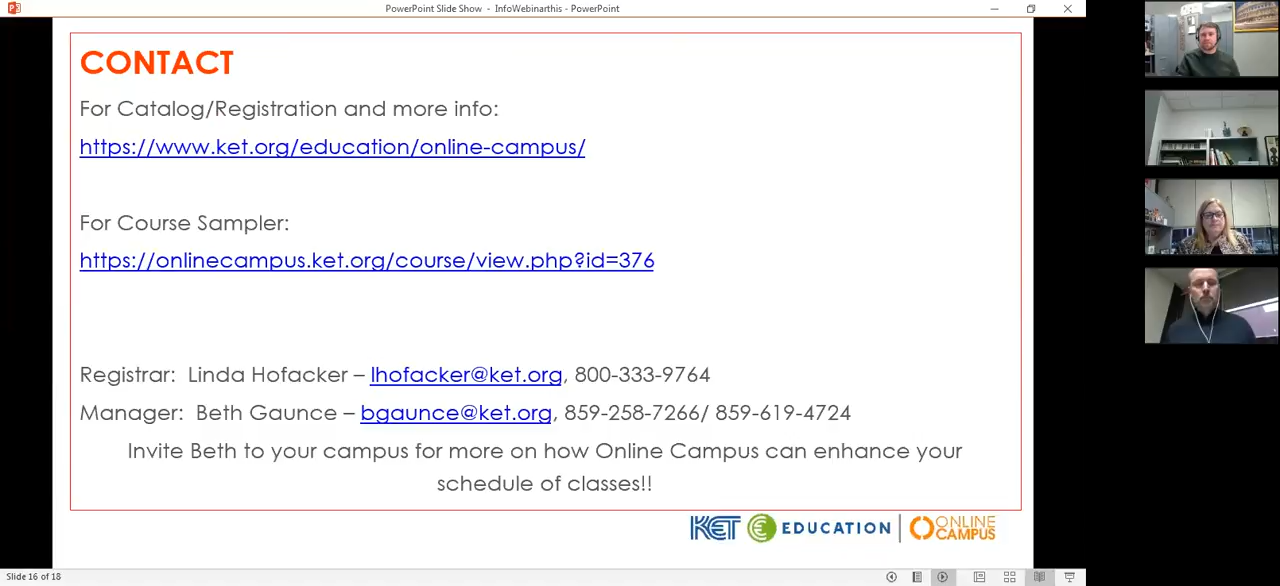 PowerPoint Slide Show - InfoWebinarthis - PowerPoint
CONTACT
For Catalog/Registration and more info:
https://www.ket.org/education/online-campus/
For Course Sampler:
https://onlinecampus.ket.org/course/view.php?id=376
Registrar: Linda Hofacker – lhofacker@ket.org, 800-333-9764
Manager: Beth Gaunce – bgaunce@ket.org, 859-258-7266/ 859-619-4724
Invite Beth to your campus for more on how Online Campus can enhance your
schedule of classes!!
KET EDUCATION | ONLINE CAMPUS
Slide 16 of 18